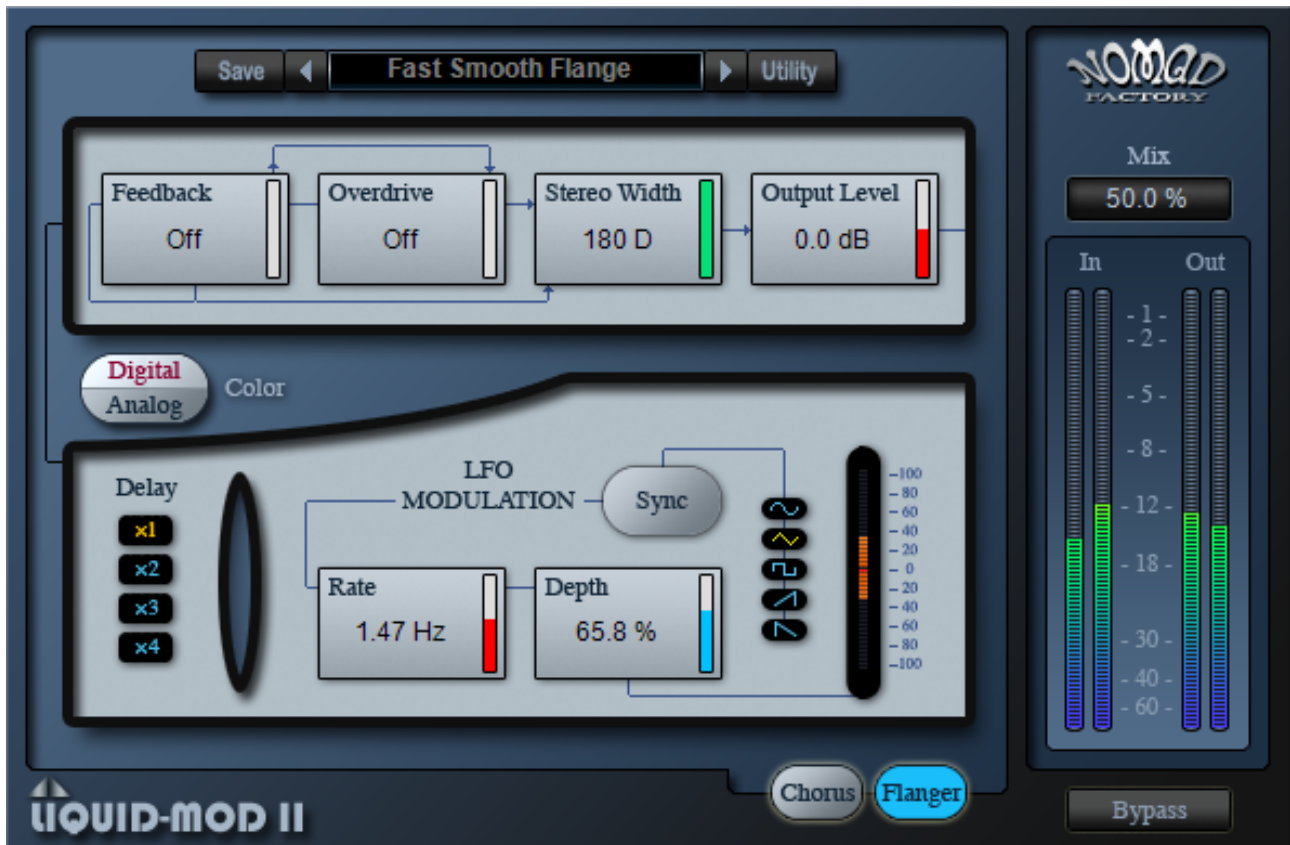 Save Fast Smooth Flange Utility
NOMAD
FACTORY
Mix
50.0 %
Feedback Overdrive Stereo Width Output Level
Off Off 180 D 0.0 dB
In Out
- 1 -
- 2 -
- 5 -
- 8 -
- 12 -
- 18 -
- 30 -
- 40 -
- 60 -
Digital
Analog
Color
Delay
x1
x2
x3
x4
LFO
MODULATION
Sync
Rate Depth
1.47 Hz 65.8 %
100
80
60
40
20
0
20
40
60
80
100
Chorus Flanger
Bypass
LIQUID-MOD II